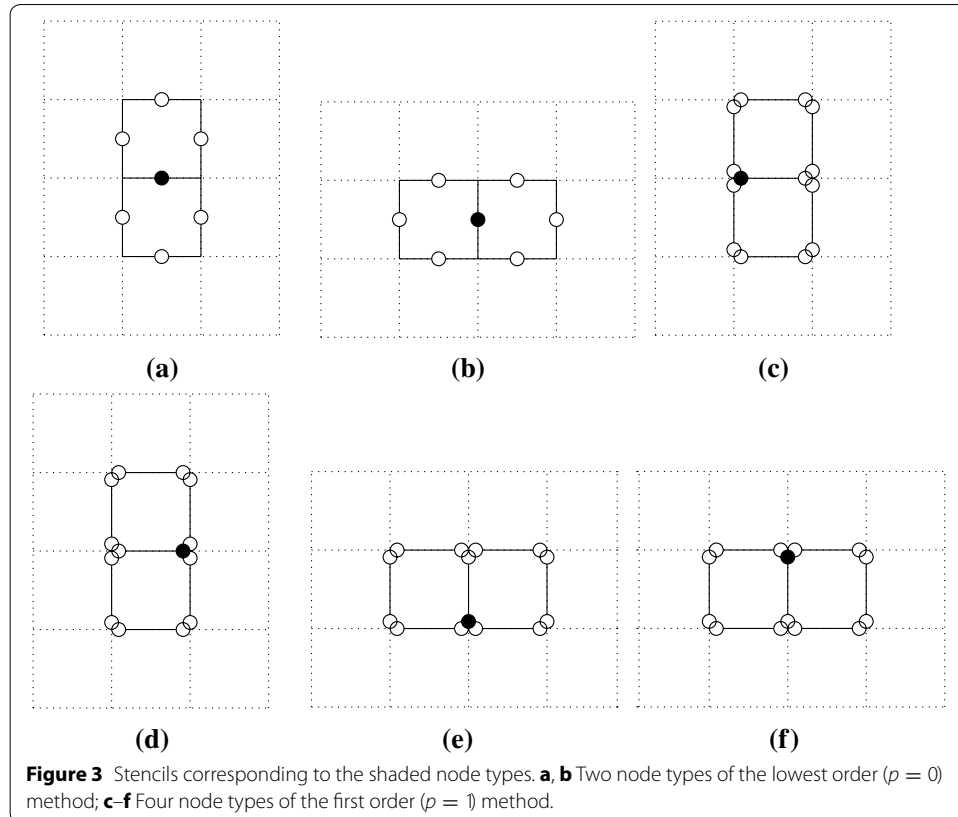 (a)
(b)
(c)
(d)
(e)
(f)
Figure 3 Stencils corresponding to the shaded node types. a, b Two node types of the lowest order (p = 0)
method; c–f Four node types of the first order (p = 1) method.